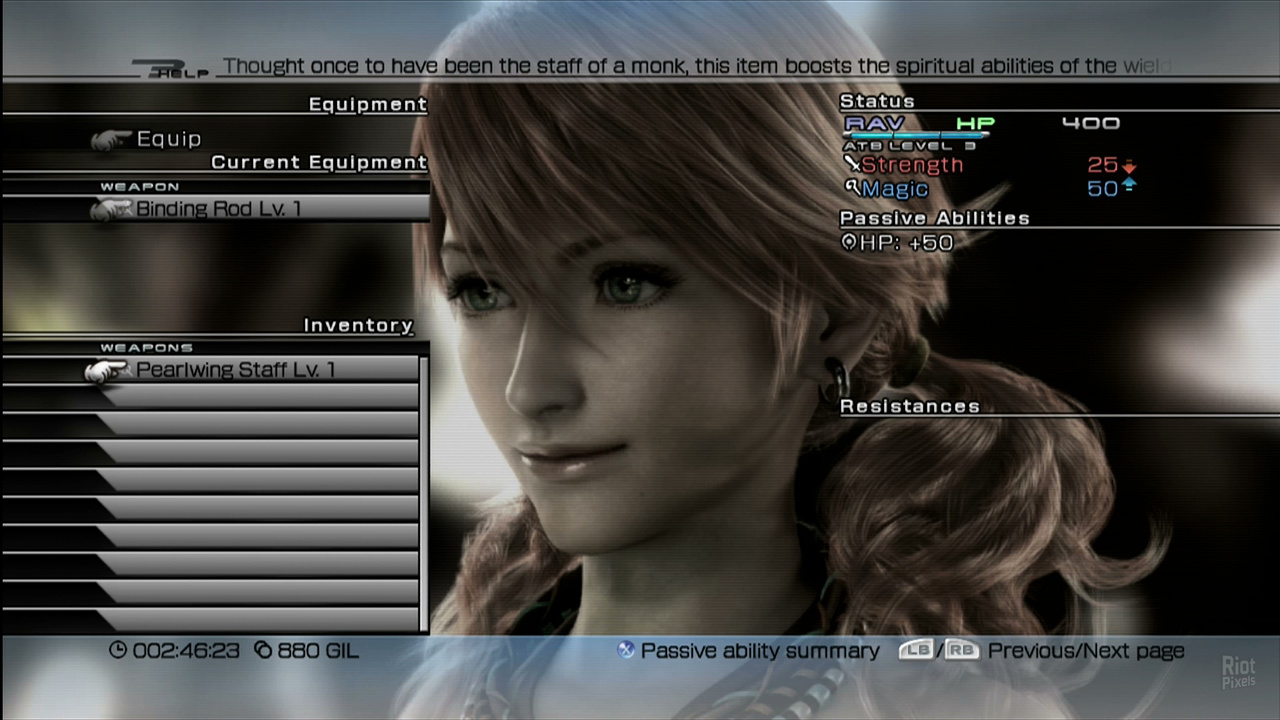 HELP Thought once to have been the staff of a monk, this item boosts the spiritual abilities of the wield
Equipment
Equip
Current Equipment
WEAPON
Binding Rod Lv. 1
Inventory
WEAPONS
Pearlwing Staff Lv. 1
Status
RAV HP 400
ATB LEVEL 3
Strength 25
Magic 50
Passive Abilities
HP: +50
Resistances
002:46:23 880 GIL
Passive ability summary LB/RB Previous/Next page
Riot
Pixels